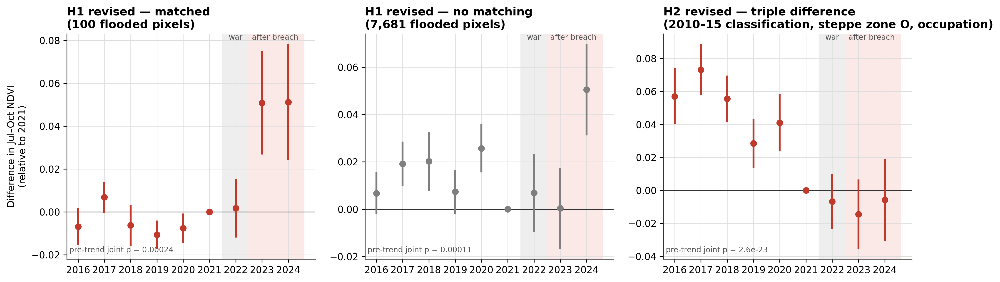 H1 revised — matched
(100 flooded pixels)
Difference in Jul–Oct NDVI
(relative to 2021)
0.08
0.06
0.04
0.02
0.00
−0.02
war
after breach
pre-trend joint p = 0.00024
2016 2017 2018 2019 2020 2021 2022 2023 2024
H1 revised — no matching
(7,681 flooded pixels)
0.06
0.04
0.02
0.00
−0.02
war
after breach
pre-trend joint p = 0.00011
2016 2017 2018 2019 2020 2021 2022 2023 2024
H2 revised — triple difference
(2010–15 classification, steppe zone O, occupation)
0.08
0.06
0.04
0.02
0.00
−0.02
−0.04
war
after breach
pre-trend joint p = 2.6e-23
2016 2017 2018 2019 2020 2021 2022 2023 2024